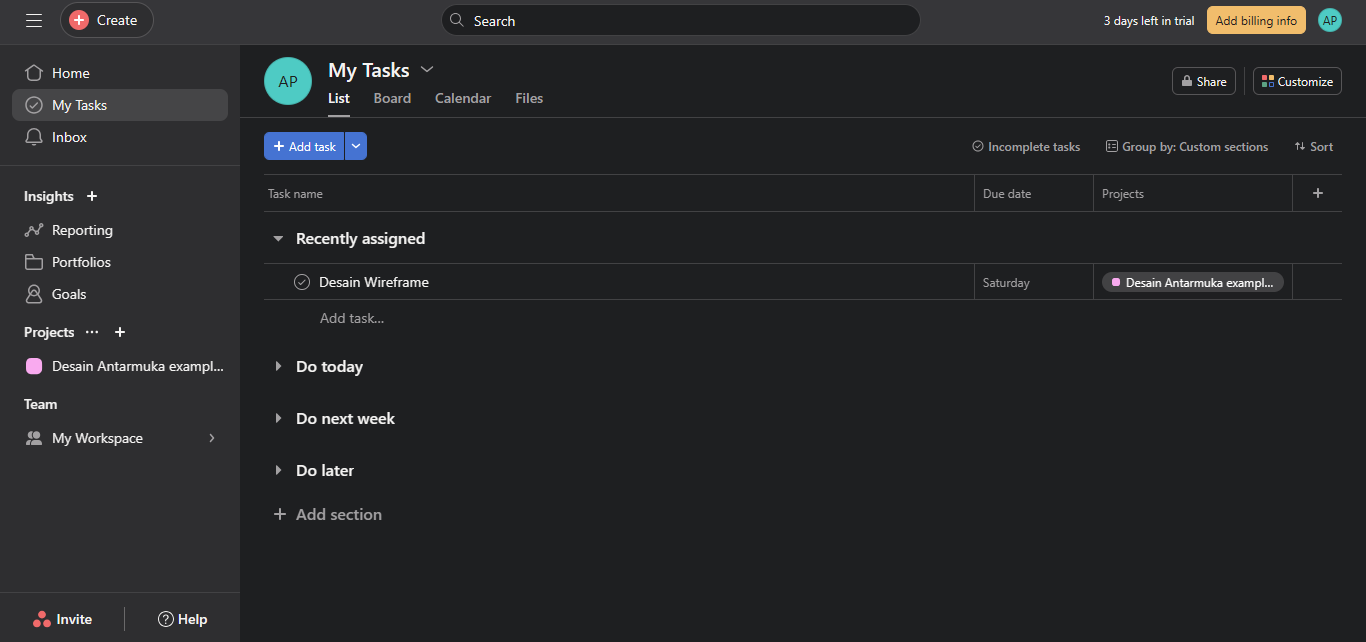 Create
Search
3 days left in trial
Add billing info
AP
Home
My Tasks
Inbox
Insights
Reporting
Portfolios
Goals
Projects
Desain Antarmuka exampl...
Team
My Workspace
Invite
Help
AP
My Tasks
List Board Calendar Files
Share
Customize
Add task
Incomplete tasks
Group by: Custom sections
Sort
Task name Due date Projects
Recently assigned
Desain Wireframe Saturday Desain Antarmuka exampl...
Add task...
Do today
Do next week
Do later
Add section